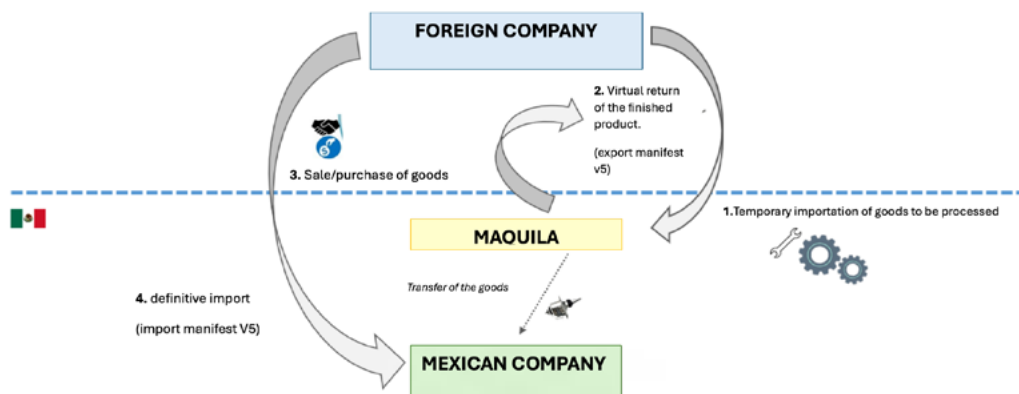 FOREIGN COMPANY
2. Virtual return
of the finished
product.
(export manifest
v5)
3. Sale/purchase of goods
1.Temporary importation of goods to be processed
MAQUILA
Transfer of the goods
4. definitive import
(import manifest V5)
MEXICAN COMPANY